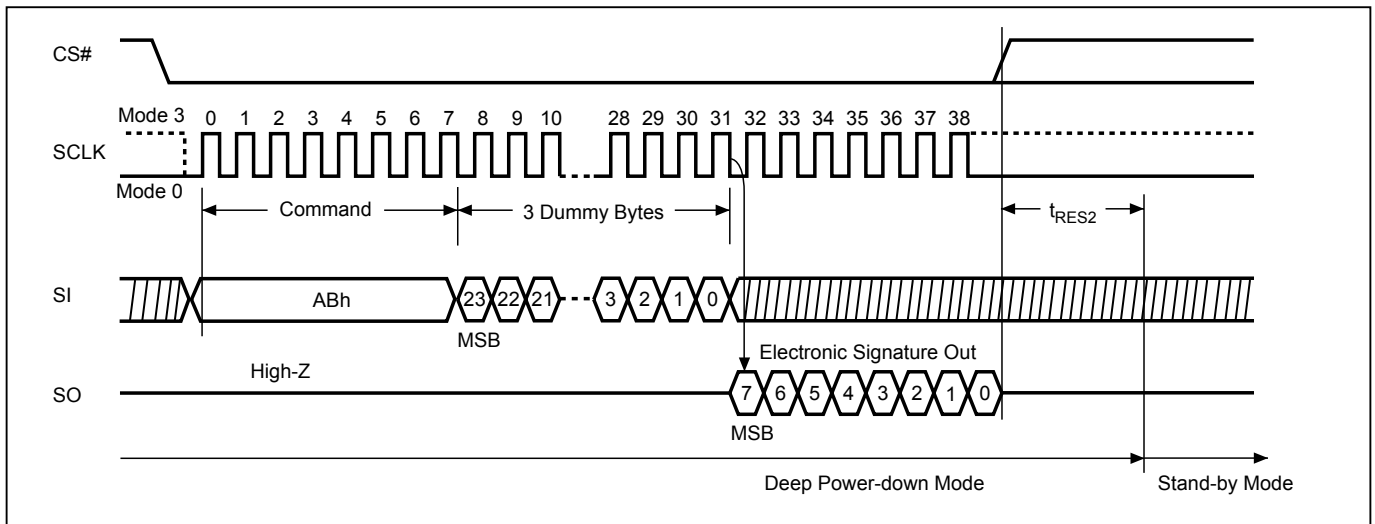 CS#
Mode 3
0 1 2 3 4 5 6 7 8 9 10 28 29 30 31 32 33 34 35 36 37 38
SCLK
Mode 0
Command
3 Dummy Bytes
tRES2
SI
ABh
23 22 21 3 2 1 0
MSB
Electronic Signature Out
High-Z
SO
7 6 5 4 3 2 1 0
MSB
Deep Power-down Mode
Stand-by Mode